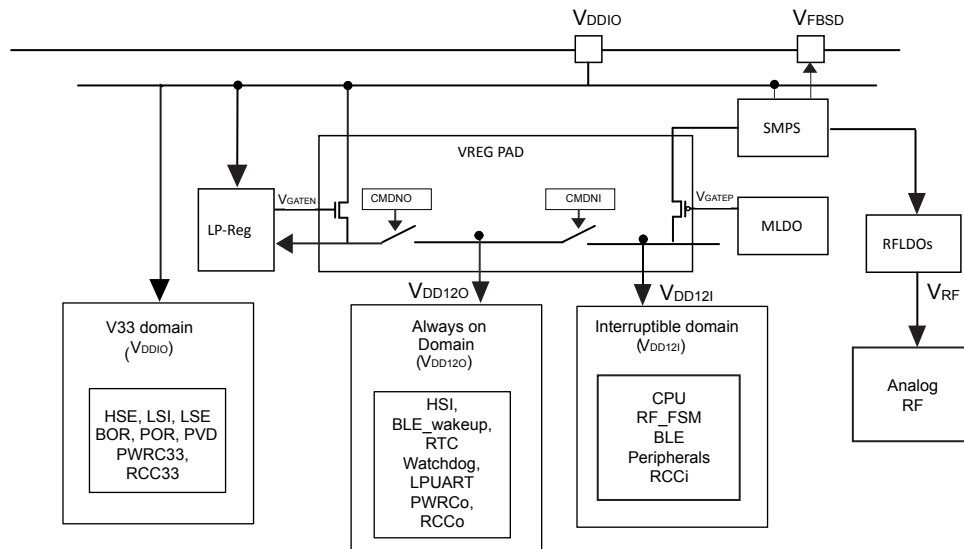 VDDIO
VFBSD
SMPS
VREG PAD
VGATEN
CMDNO
CMDNI
VGATEP
LP-Reg
MLDO
RFLDOs
VDD12O
VDD12I
VRF
V33 domain
(VDDIO)
HSE, LSI, LSE
BOR, POR, PVD
PWRC33,
RCC33
Always on
Domain
(VDD12O)
HSI,
BLE_wakeup,
RTC
Watchdog,
LPUART
PWRCo,
RCCo
Interruptible domain
(VDD12I)
CPU
RF_FSM
BLE
Peripherals
RCCi
Analog
RF